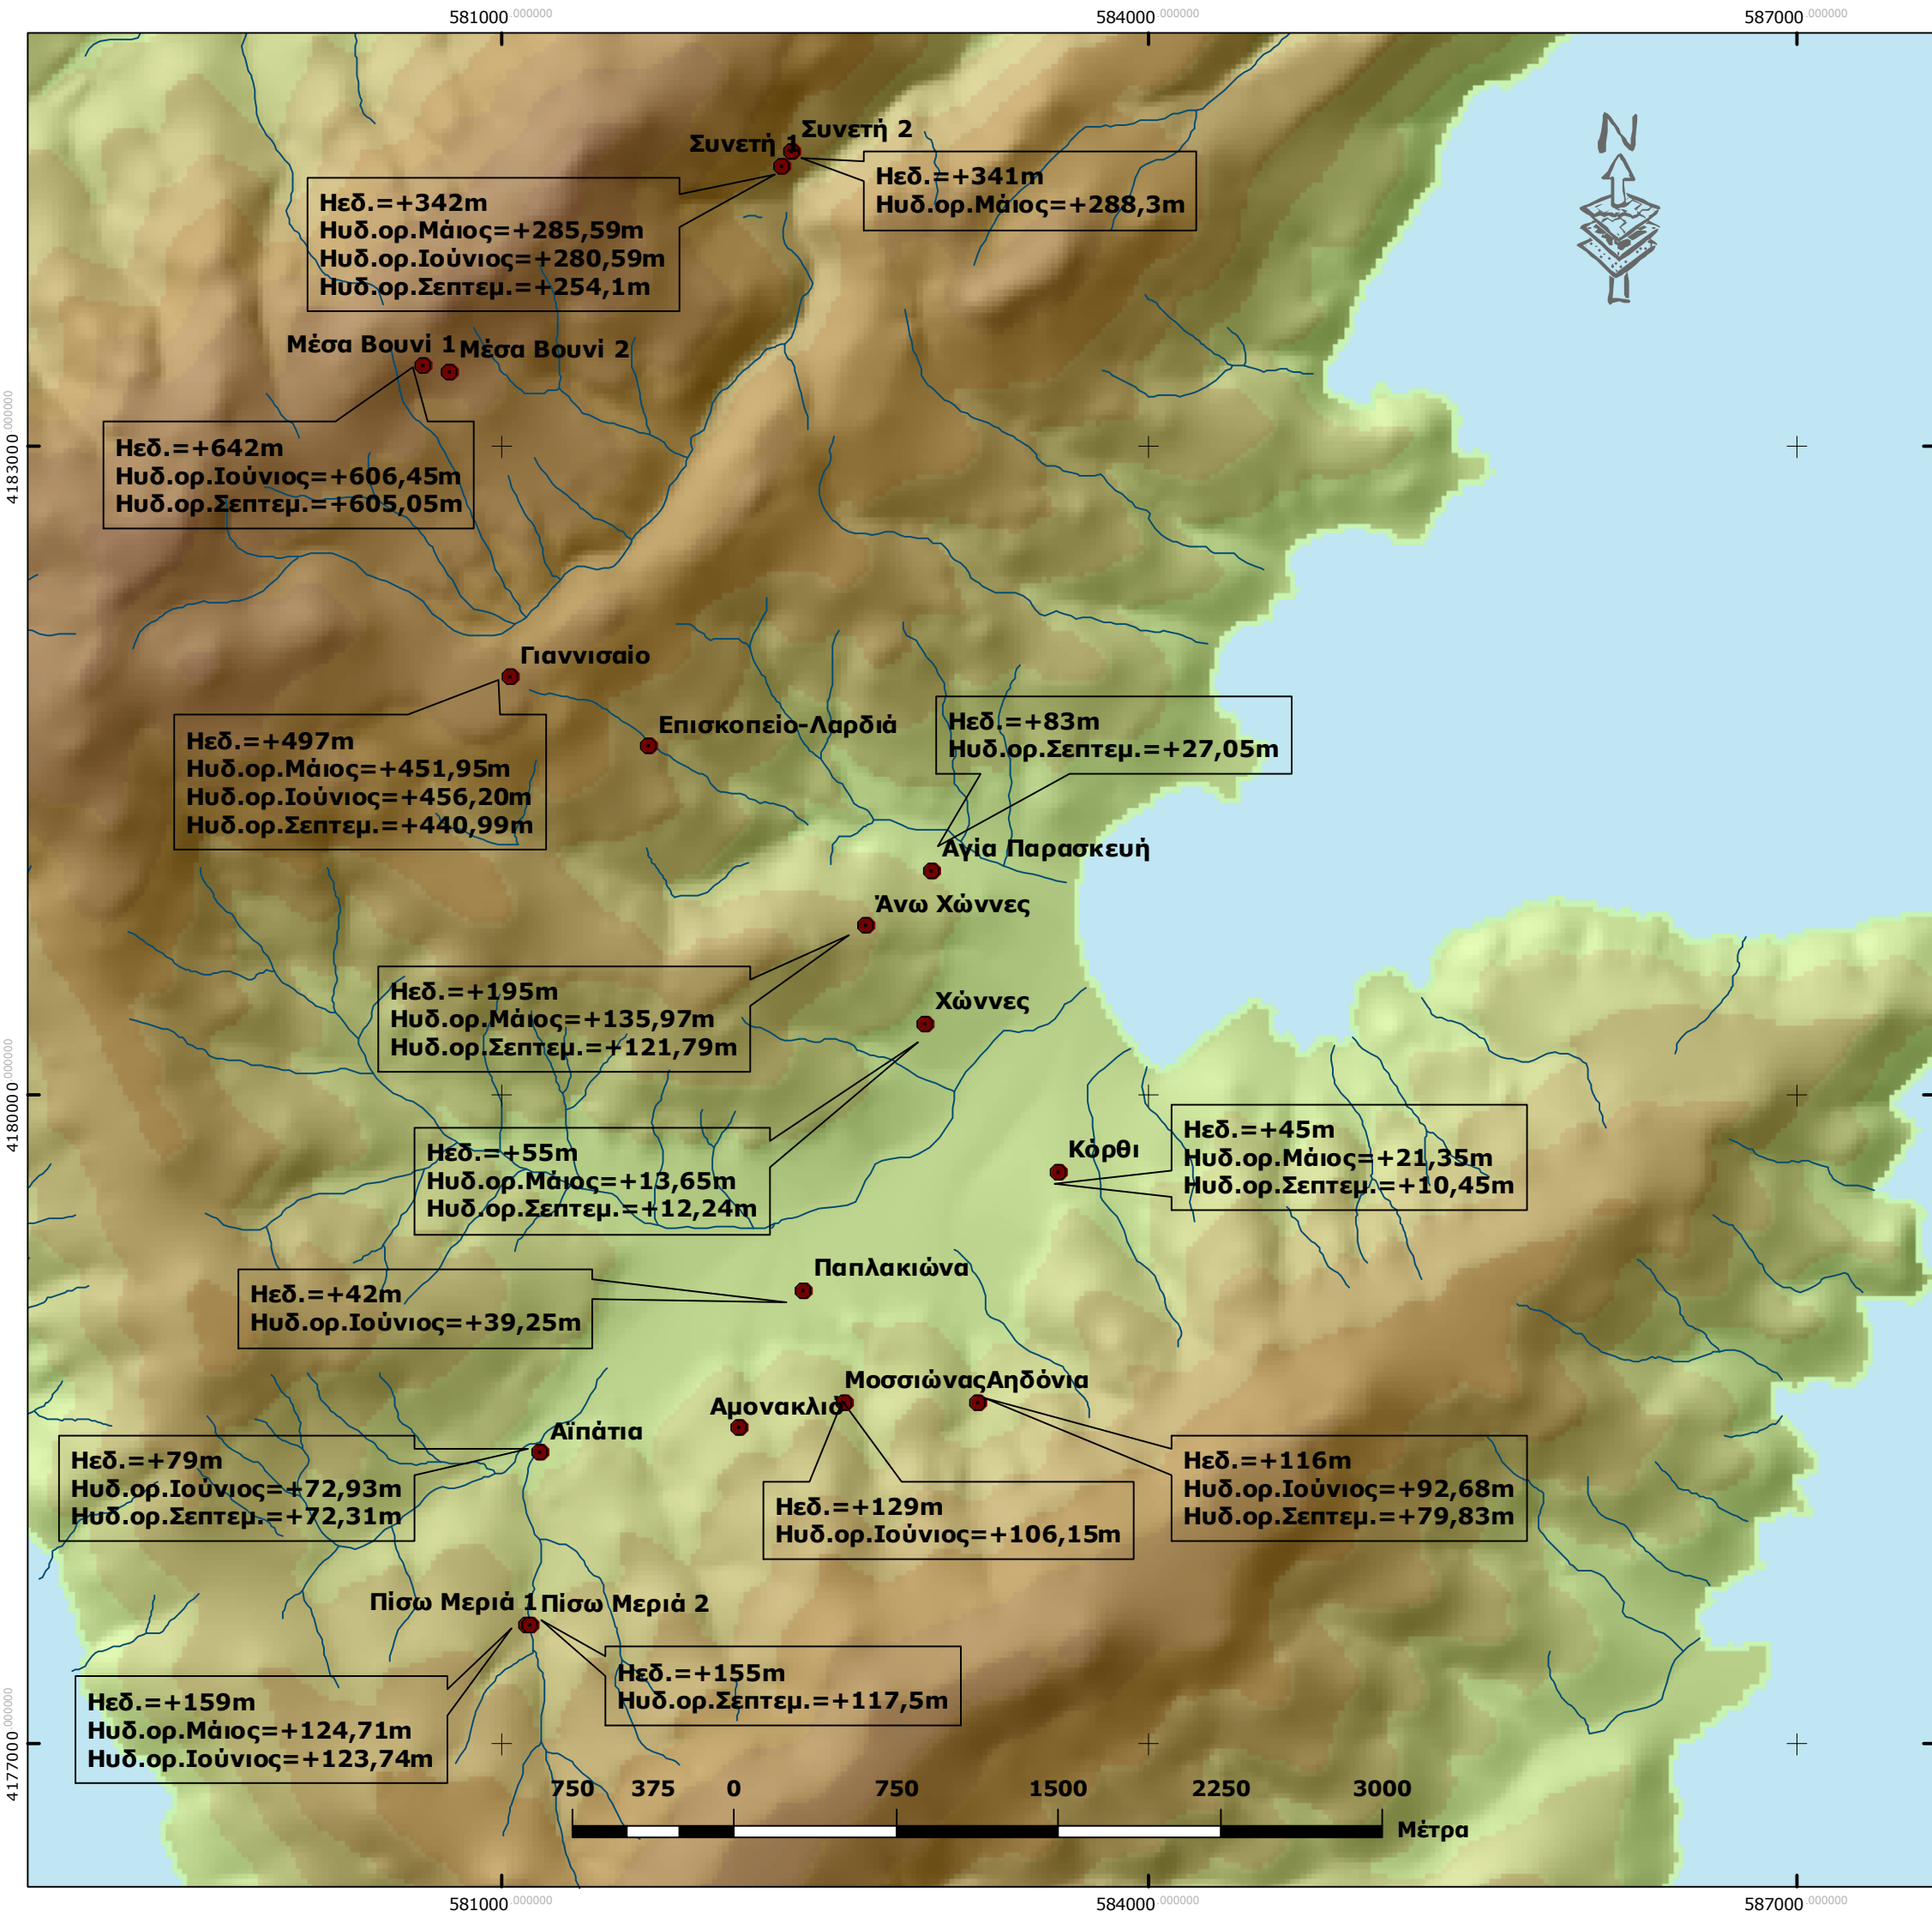 581000.000000
584000.000000
587000.000000
N
Συνετή 2
Συνετή 1
Ηεδ.=+341m
Ηυδ.ορ.Μάιος=+288,3m
Ηεδ.=+342m
Ηυδ.ορ.Μάιος=+285,59m
Ηυδ.ορ.Ιούνιος=+280,59m
Ηυδ.ορ.Σεπτεμ.=+254,1m
Μέσα Βουνί 1
Μέσα Βουνί 2
4183000.000000
Ηεδ.=+642m
Ηυδ.ορ.Ιούνιος=+606,45m
Ηυδ.ορ.Σεπτεμ.=+605,05m
Γιαννισαίο
Ηεδ.=+497m
Ηυδ.ορ.Μάιος=+451,95m
Ηυδ.ορ.Ιούνιος=+456,20m
Ηυδ.ορ.Σεπτεμ.=+440,99m
Επισκοπείο-Λαρδιά
Ηεδ.=+83m
Ηυδ.ορ.Σεπτεμ.=+27,05m
Αγία Παρασκευή
Άνω Χώννες
Ηεδ.=+195m
Ηυδ.ορ.Μάιος=+135,97m
Ηυδ.ορ.Σεπτεμ.=+121,79m
Χώννες
4180000.000000
Ηεδ.=+55m
Ηυδ.ορ.Μάιος=+13,65m
Ηυδ.ορ.Σεπτεμ.=+12,24m
Κόρθι
Ηεδ.=+45m
Ηυδ.ορ.Μάιος=+21,35m
Ηυδ.ορ.Σεπτεμ.=+10,45m
Παπλακιώνα
Ηεδ.=+42m
Ηυδ.ορ.Ιούνιος=+39,25m
Μοσσιώνας
Αηδόνια
Αμονακλιό
Αϊπάτια
Ηεδ.=+79m
Ηυδ.ορ.Ιούνιος=+72,93m
Ηυδ.ορ.Σεπτεμ.=+72,31m
Ηεδ.=+129m
Ηυδ.ορ.Ιούνιος=+106,15m
Ηεδ.=+116m
Ηυδ.ορ.Ιούνιος=+92,68m
Ηυδ.ορ.Σεπτεμ.=+79,83m
Πίσω Μεριά 1
Πίσω Μεριά 2
Ηεδ.=+155m
Ηυδ.ορ.Σεπτεμ.=+117,5m
Ηεδ.=+159m
Ηυδ.ορ.Μάιος=+124,71m
Ηυδ.ορ.Ιούνιος=+123,74m
4177000.000000
750 375 0 750 1500 2250 3000
Μέτρα
581000.000000
584000.000000
587000.000000